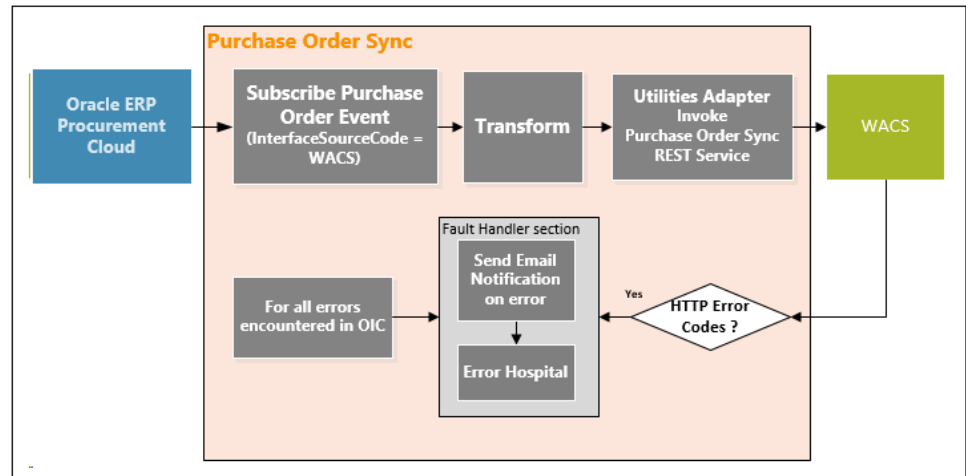 Purchase Order Sync
Oracle ERP
Procurement
Cloud
Subscribe Purchase
Order Event
(InterfaceSourceCode =
WACS)
Transform
Utilities Adapter
Invoke
Purchase Order Sync
REST Service
WACS
Fault Handler section
Send Email
Notification
on error
Error Hospital
For all errors
encountered in OIC
Yes
HTTP Error
Codes ?